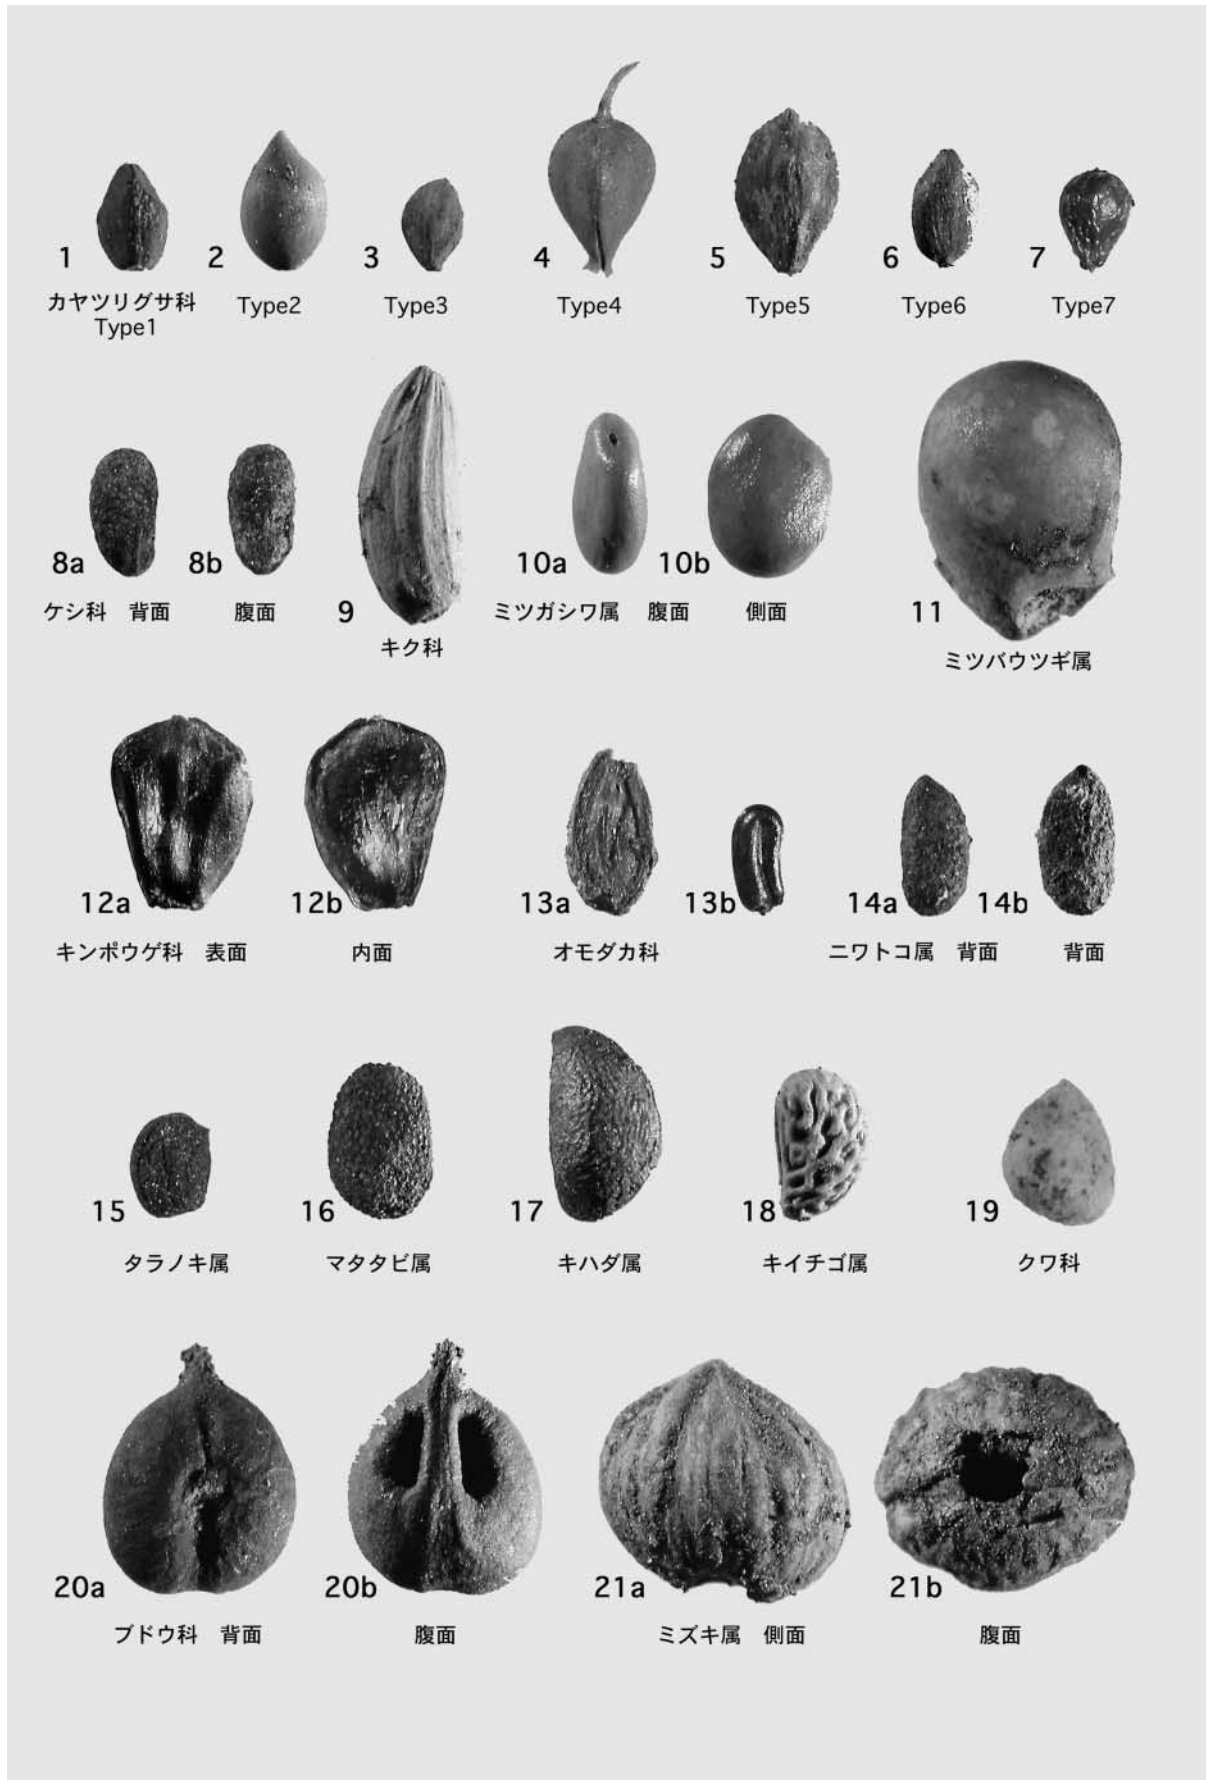 1 2 3 4 5 6 7
カヤツリグサ科 Type2 Type3 Type4 Type5 Type6 Type7
Type1
8a 8b 9 10a 10b 11
ケシ科 背面 腹面 キク科 ミツガシワ属 腹面 側面 ミツバウツギ属
12a 12b 13a 13b 14a 14b
キンポウゲ科 表面 内面 オモダカ科 ニワトコ属 背面 背面
15 16 17 18 19
タラノキ属 マタタビ属 キハダ属 キイチゴ属 クワ科
20a 20b 21a 21b
ブドウ科 背面 腹面 ミズキ属 側面 腹面